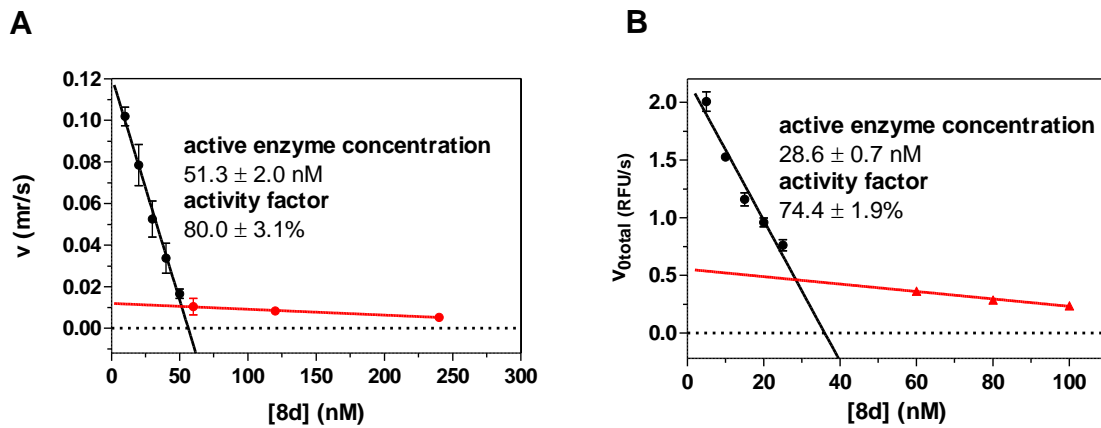 A
v (mr/s)
0.12
0.10
0.08
0.06
0.04
0.02
0.00
active enzyme concentration
51.3 ± 2.0 nM
activity factor
80.0 ± 3.1%
0 50 100 150 200 250 300
[8d] (nM)
B
v0total (RFU/s)
2.0
1.5
1.0
0.5
0.0
active enzyme concentration
28.6 ± 0.7 nM
activity factor
74.4 ± 1.9%
0 20 40 60 80 100
[8d] (nM)